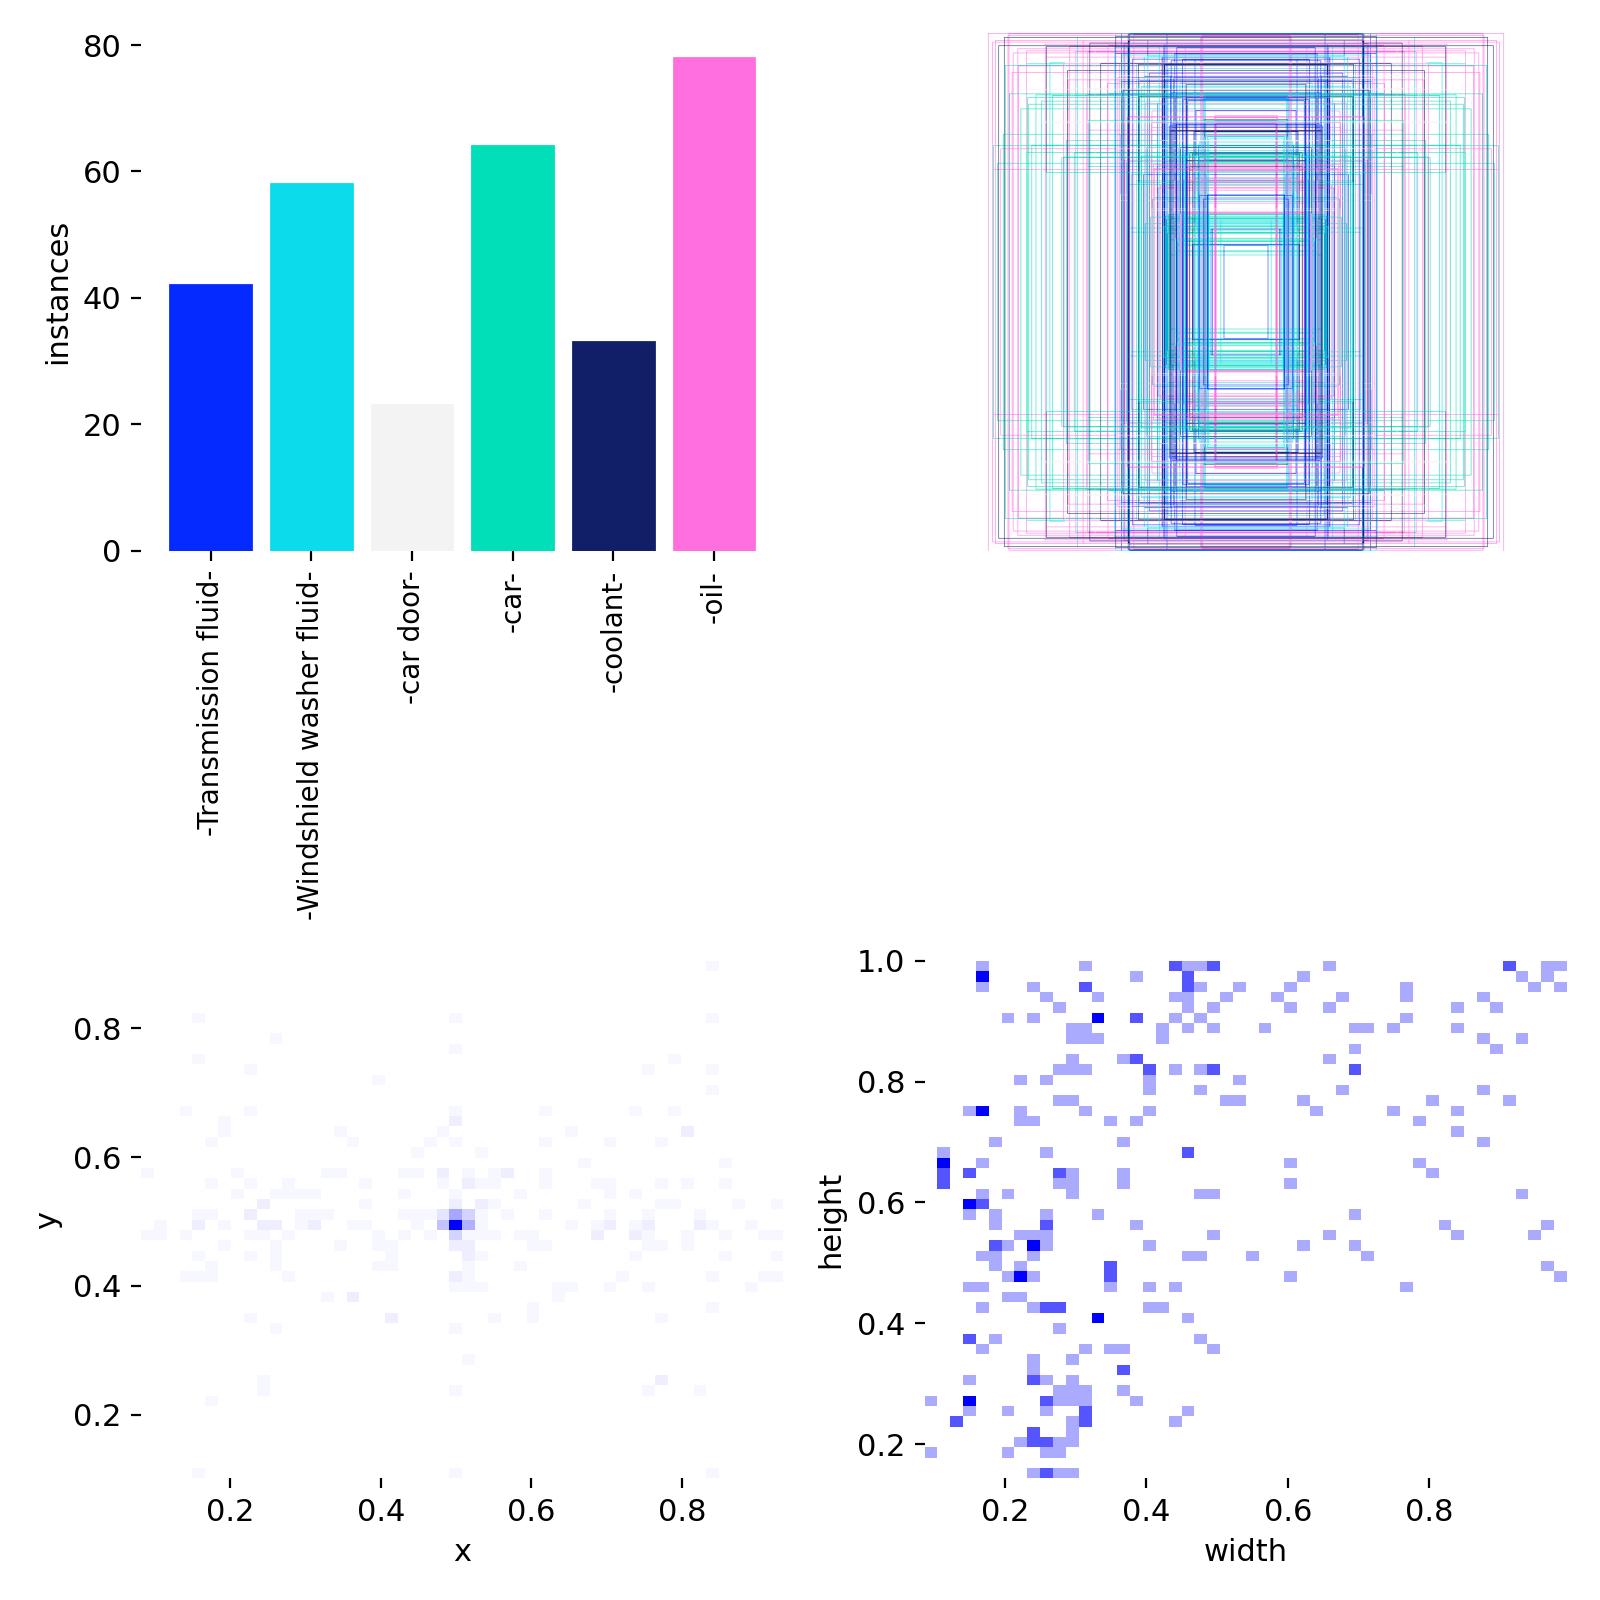 80
60
40
20
0
instances
-Transmission fluid-
-Windshield washer fluid-
-car door-
-car-
-coolant-
-oil-
0.8
0.6
0.4
0.2
y
0.2 0.4 0.6 0.8
x
1.0
0.8
0.6
0.4
0.2
height
0.2 0.4 0.6 0.8
width